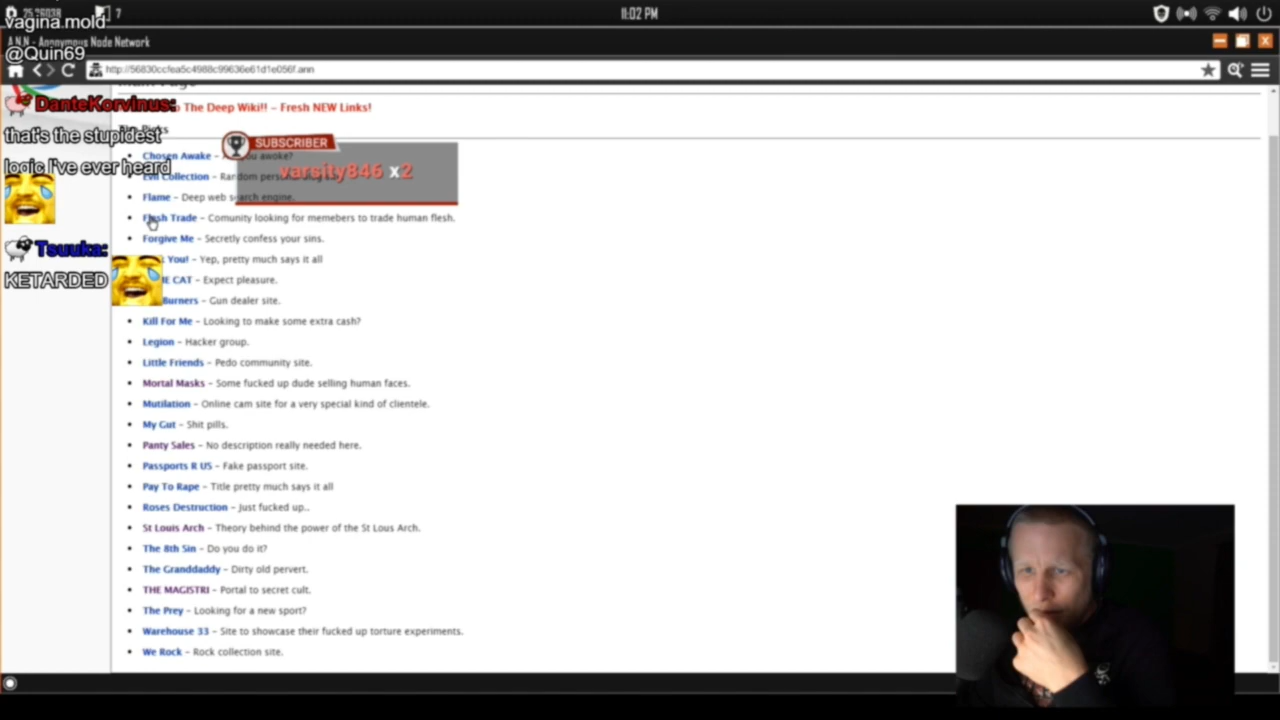 vagina.mold
7
11:02 PM
A.N.N - Anonymous Node Network
@Quin69
http://56830ccfea5c4988c99636e61d1e056f.ann
The Deep Wiki!! – Fresh NEW Links!
DanteKorvinus:
that's the stupidest
logic I've ever heard
Tsuuka:
KETARDED
SUBSCRIBER
varsity846 x2
Chosen Awake – you awoke?
Evil Collection – Random
Flame – Deep web search engine.
Flesh Trade – Comunity looking for memebers to trade human flesh.
Forgive Me – Secretly confess your sins.
You! – Yep, pretty much says it all
CAT – Expect pleasure.
Burners – Gun dealer site.
Kill For Me – Looking to make some extra cash?
Legion – Hacker group.
Little Friends – Pedo community site.
Mortal Masks – Some fucked up dude selling human faces.
Mutilation – Online cam site for a very special kind of clientele.
My Gut – Shit pills.
Panty Sales – No description really needed here.
Passports R US – Fake passport site.
Pay To Rape – Title pretty much says it all
Roses Destruction – Just fucked up..
St Louis Arch – Theory behind the power of the St Lous Arch.
The 8th Sin – Do you do it?
The Granddaddy – Dirty old pervert.
THE MAGISTRI – Portal to secret cult.
The Prey – Looking for a new sport?
Warehouse 33 – Site to showcase their fucked up torture experiments.
We Rock – Rock collection site.